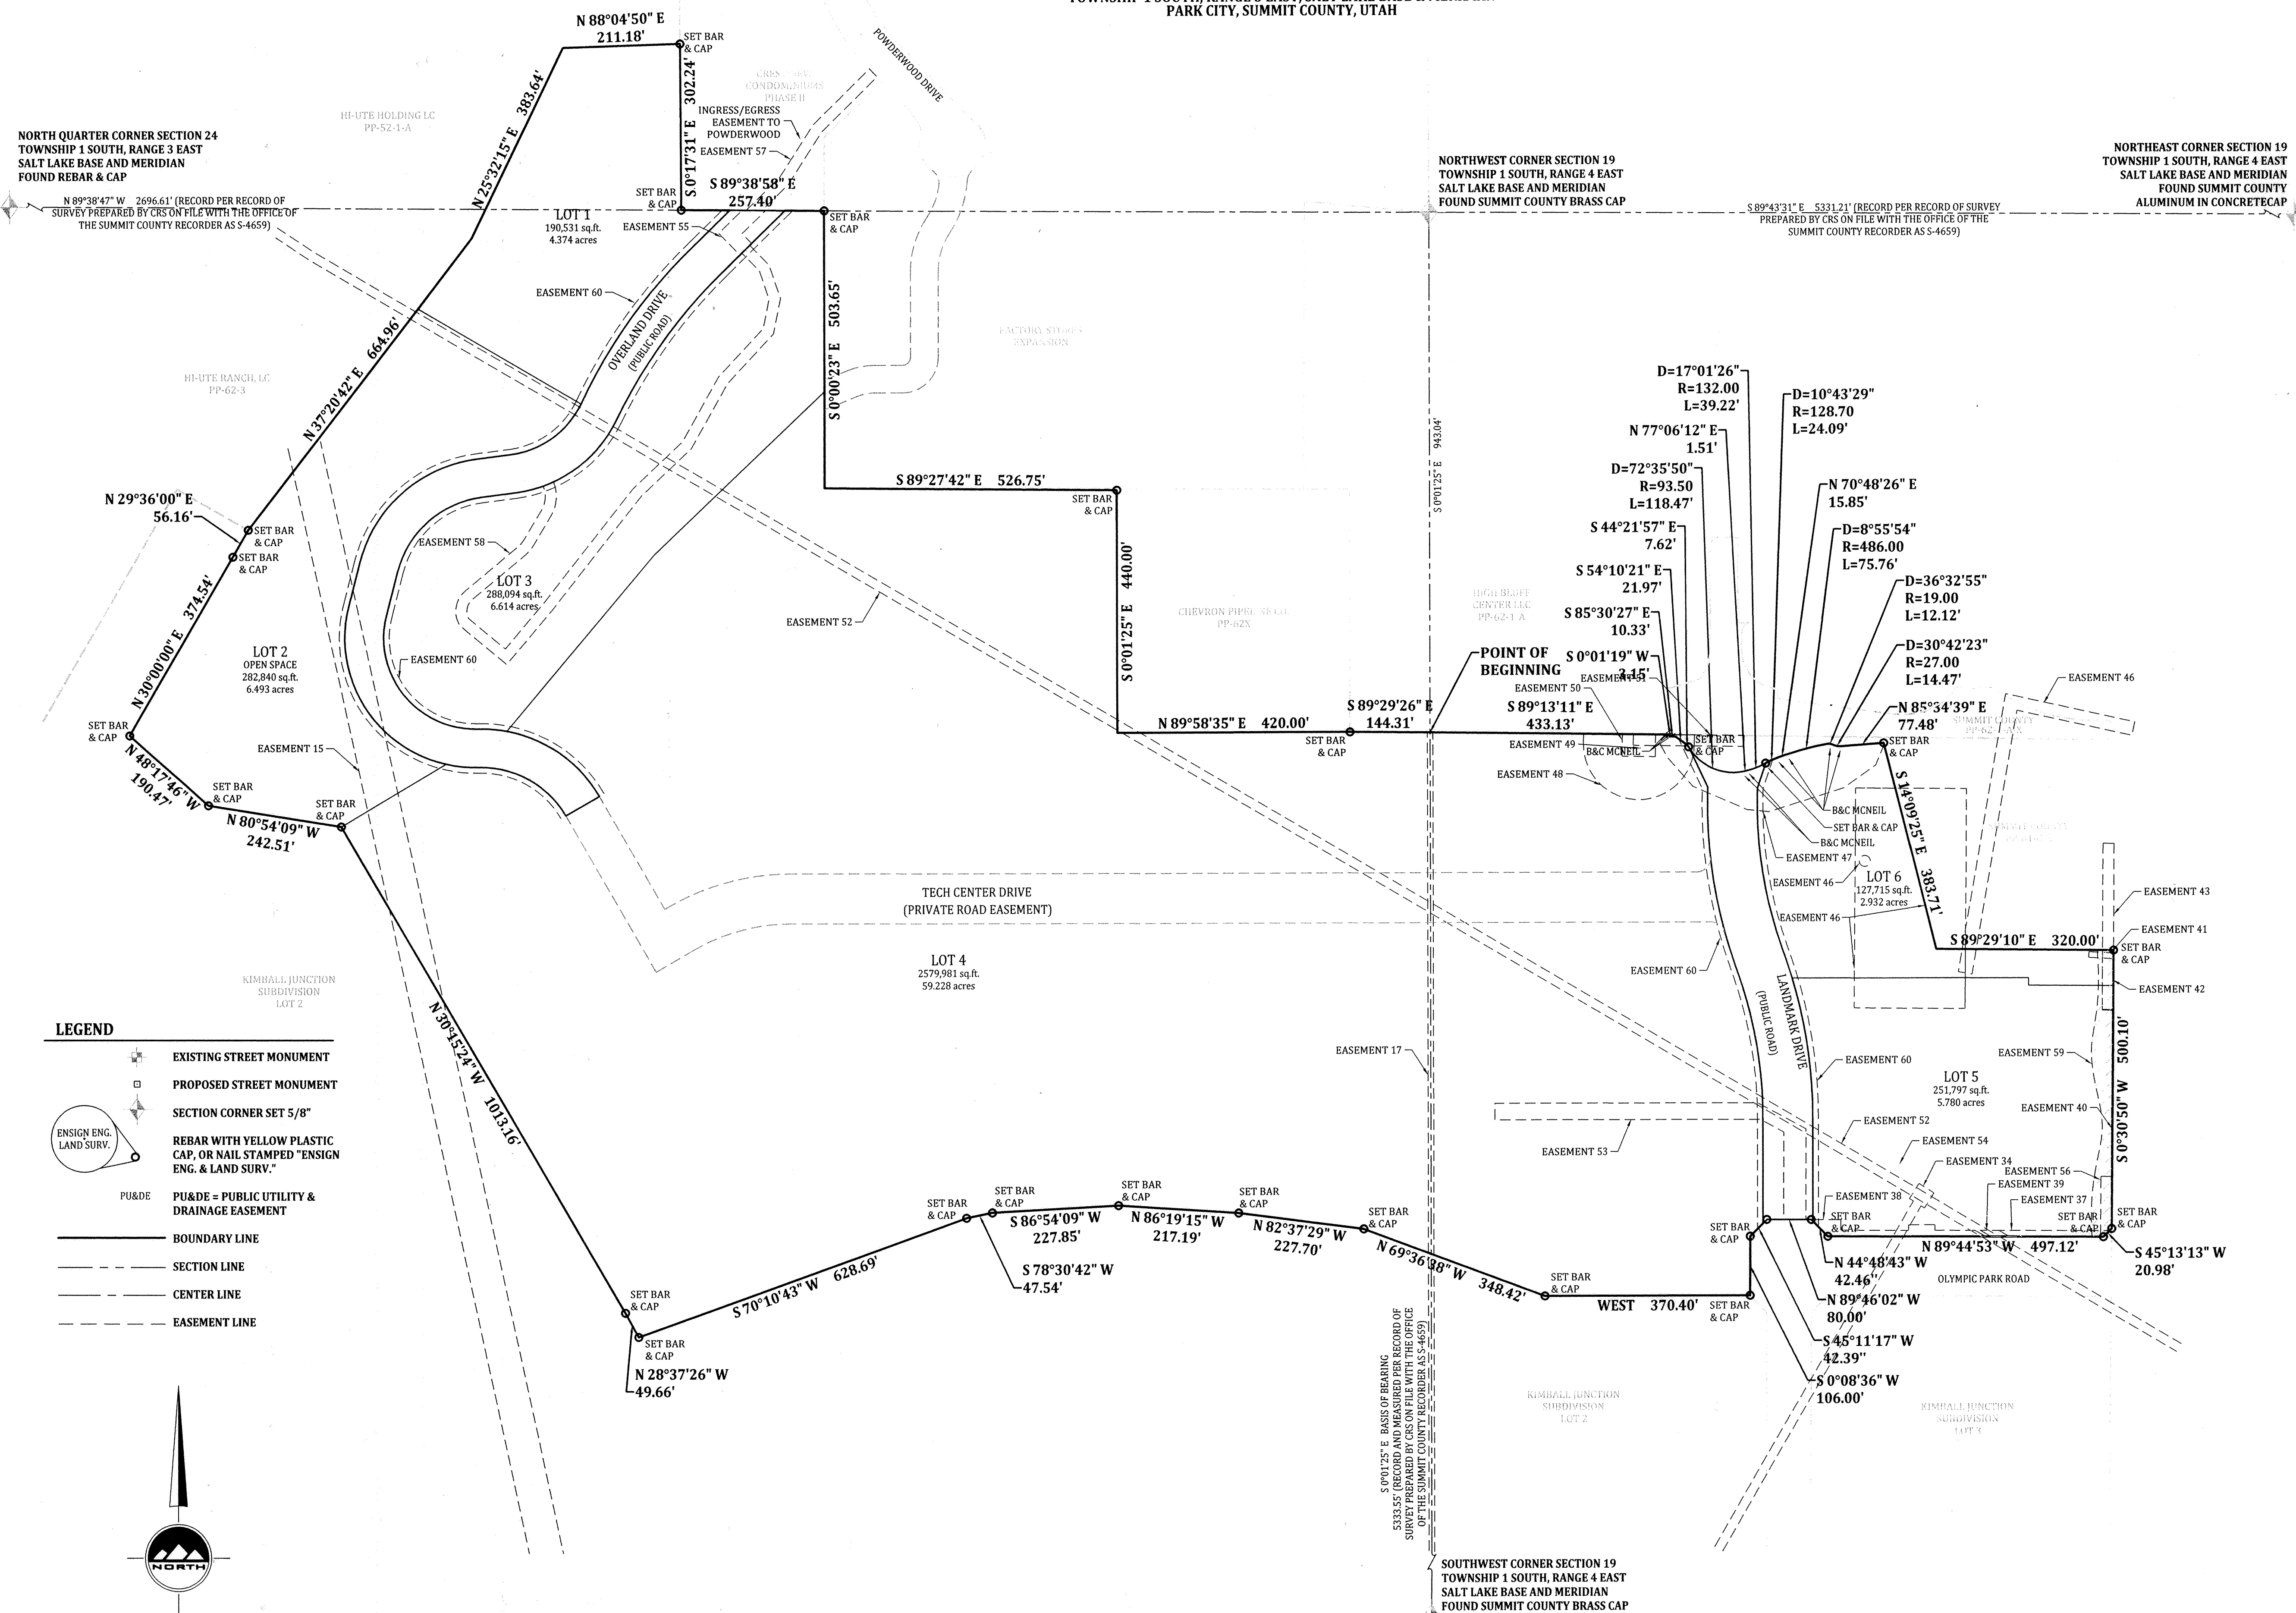 PARK CITY, SUMMIT COUNTY, UTAH
N 88°04'50" E
211.18'
SET BAR
& CAP
POWDERWOOD DRIVE
N 25°32'15" E 383.64'
S 0°17'31" E 302.24'
CONDOMINIUMS
PHASE II
HI-UTE HOLDING LC
PP-52-1-A
INGRESS/EGRESS
EASEMENT TO
POWDERWOOD
EASEMENT 57
NORTH QUARTER CORNER SECTION 24
TOWNSHIP 1 SOUTH, RANGE 3 EAST
SALT LAKE BASE AND MERIDIAN
FOUND REBAR & CAP
N 89°38'47" W 2696.61' (RECORD PER RECORD OF
SURVEY PREPARED BY CRS ON FILE WITH THE OFFICE OF
THE SUMMIT COUNTY RECORDER AS S-4659)
SET BAR
& CAP
S 89°38'58" E
257.40'
SET BAR
& CAP
NORTHWEST CORNER SECTION 19
TOWNSHIP 1 SOUTH, RANGE 4 EAST
SALT LAKE BASE AND MERIDIAN
FOUND SUMMIT COUNTY BRASS CAP
NORTHEAST CORNER SECTION 19
TOWNSHIP 1 SOUTH, RANGE 4 EAST
SALT LAKE BASE AND MERIDIAN
FOUND SUMMIT COUNTY
ALUMINUM IN CONCRETECAP
S 89°43'31" E 5331.21' (RECORD PER RECORD OF SURVEY
PREPARED BY CRS ON FILE WITH THE OFFICE OF THE
SUMMIT COUNTY RECORDER AS S-4659)
LOT 1
190,531 sq.ft.
4.374 acres
EASEMENT 55
EASEMENT 60
OVERLAND DRIVE
(PUBLIC ROAD)
S 0°00'23" E 503.65'
FACTORY STORES
EXPANSION
N 37°20'42" E 664.96'
HI-UTE RANCH, LC
PP-62-3
N 29°36'00" E
56.16'
SET BAR
& CAP
SET BAR
& CAP
S 89°27'42" E 526.75'
SET BAR
& CAP
S 0°01'25" E 943.04'
D=17°01'26"
R=132.00
L=39.22'
D=10°43'29"
R=128.70
L=24.09'
N 77°06'12" E
1.51'
D=72°35'50"
R=93.50
L=118.47'
N 70°48'26" E
15.85'
S 44°21'57" E
7.62'
D=8°55'54"
R=486.00
L=75.76'
S 54°10'21" E
21.97'
D=36°32'55"
R=19.00
L=12.12'
S 85°30'27" E
10.33'
D=30°42'23"
R=27.00
L=14.47'
S 0°01'19" W
3.15'
N 30°00'00" E 374.54'
EASEMENT 58
LOT 3
288,094 sq.ft.
6.614 acres
EASEMENT 52
S 0°01'25" E 440.00'
CHEVRON PIPELINE CO.
PP-62X
HIGH BLUFF
CENTER LLC
PP-62-1-A
POINT OF
BEGINNING
LOT 2
OPEN SPACE
282,840 sq.ft.
6.493 acres
EASEMENT 60
EASEMENT 51
EASEMENT 50
N 89°58'35" E 420.00'
S 89°29'26" E
144.31'
S 89°13'11" E
433.13'
SET BAR
& CAP
EASEMENT 49
B&C MCNEIL
SET BAR
& CAP
EASEMENT 48
N 85°34'39" E
77.48'
SET BAR
& CAP
EASEMENT 46
SUMMIT COUNTY
SET BAR
& CAP
EASEMENT 15
N 48°17'46" W
190.47'
SET BAR
& CAP
N 80°54'09" W
242.51'
SET BAR
& CAP
B&C MCNEIL
SET BAR & CAP
B&C MCNEIL
EASEMENT 47
S 14°09'25" E 383.71'
SUMMIT COUNTY
EASEMENT 46
LOT 6
127,715 sq.ft.
2.932 acres
EASEMENT 46
EASEMENT 43
EASEMENT 41
S 89°29'10" E 320.00'
SET BAR
& CAP
EASEMENT 42
TECH CENTER DRIVE
(PRIVATE ROAD EASEMENT)
LOT 4
2579,981 sq.ft.
59.228 acres
EASEMENT 60
LANDMARK DRIVE
(PUBLIC ROAD)
KIMBALL JUNCTION
SUBDIVISION
LOT 2
N 30°15'24" W 1013.16'
EASEMENT 17
EASEMENT 60
EASEMENT 59
S 0°30'50" W 500.10'
LOT 5
251,797 sq.ft.
5.780 acres
EASEMENT 40
EASEMENT 52
EASEMENT 53
EASEMENT 54
EASEMENT 34
EASEMENT 56
EASEMENT 39
EASEMENT 38
EASEMENT 37
LEGEND
EXISTING STREET MONUMENT
PROPOSED STREET MONUMENT
SECTION CORNER SET 5/8"
ENSIGN ENG.
LAND SURV.
REBAR WITH YELLOW PLASTIC
CAP, OR NAIL STAMPED "ENSIGN
ENG. & LAND SURV."
PU&DE
PU&DE = PUBLIC UTILITY &
DRAINAGE EASEMENT
BOUNDARY LINE
SECTION LINE
CENTER LINE
EASEMENT LINE
SET BAR
& CAP
SET BAR
& CAP
N 28°37'26" W
49.66'
S 70°10'43" W 628.69'
SET BAR
& CAP
SET BAR
& CAP
S 78°30'42" W
47.54'
S 86°54'09" W
227.85'
SET BAR
& CAP
N 86°19'15" W
217.19'
SET BAR
& CAP
N 82°37'29" W
227.70'
SET BAR
& CAP
N 69°36'38" W 348.42'
SET BAR
& CAP
WEST 370.40'
SET BAR
& CAP
SET BAR
& CAP
SET BAR
& CAP
N 89°44'53" W 497.12'
SET BAR
& CAP
SET BAR
& CAP
S 45°13'13" W
20.98'
N 44°48'43" W
42.46"
OLYMPIC PARK ROAD
N 89°46'02" W
80.00'
S 45°11'17" W
42.39''
S 0°08'36" W
106.00'
KIMBALL JUNCTION
SUBDIVISION
LOT 2
KIMBALL JUNCTION
SUBDIVISION
LOT 3
S 0°01'25" E BASIS OF BEARING
5333.55' (RECORD AND MEASURED PER RECORD OF
SURVEY PREPARED BY CRS ON FILE WITH THE OFFICE
OF THE SUMMIT COUNTY RECORDER AS S-4659)
SOUTHWEST CORNER SECTION 19
TOWNSHIP 1 SOUTH, RANGE 4 EAST
SALT LAKE BASE AND MERIDIAN
FOUND SUMMIT COUNTY BRASS CAP
NORTH